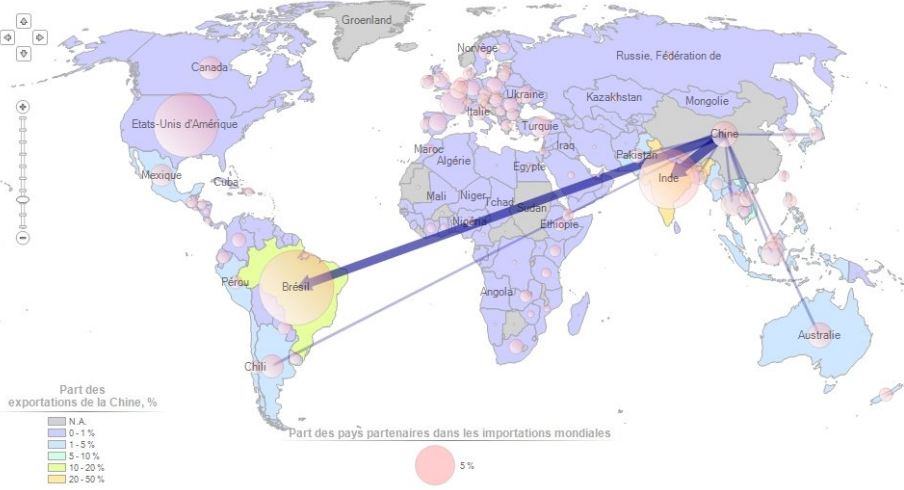 Groenland
Norvège
Russie, Fédération de
Canada
Ukraine
Kazakhstan
Mongolie
Italie
Etats-Unis d'Amérique
Turquie
Chine
Maroc
Algérie
Iraq
Egypte
Pakistan
Mexique
Cuba
Inde
Mali
Niger
Tchad
Sudan
Nigéria
Ethiopie
Pérou
Brésil
Angola
Australie
Chili
Part des
exportations de la Chine, %
N.A.
0 - 1 %
1 - 5 %
5 - 10 %
10 - 20 %
20 - 50 %
Part des pays partenaires dans les importations mondiales
5 %